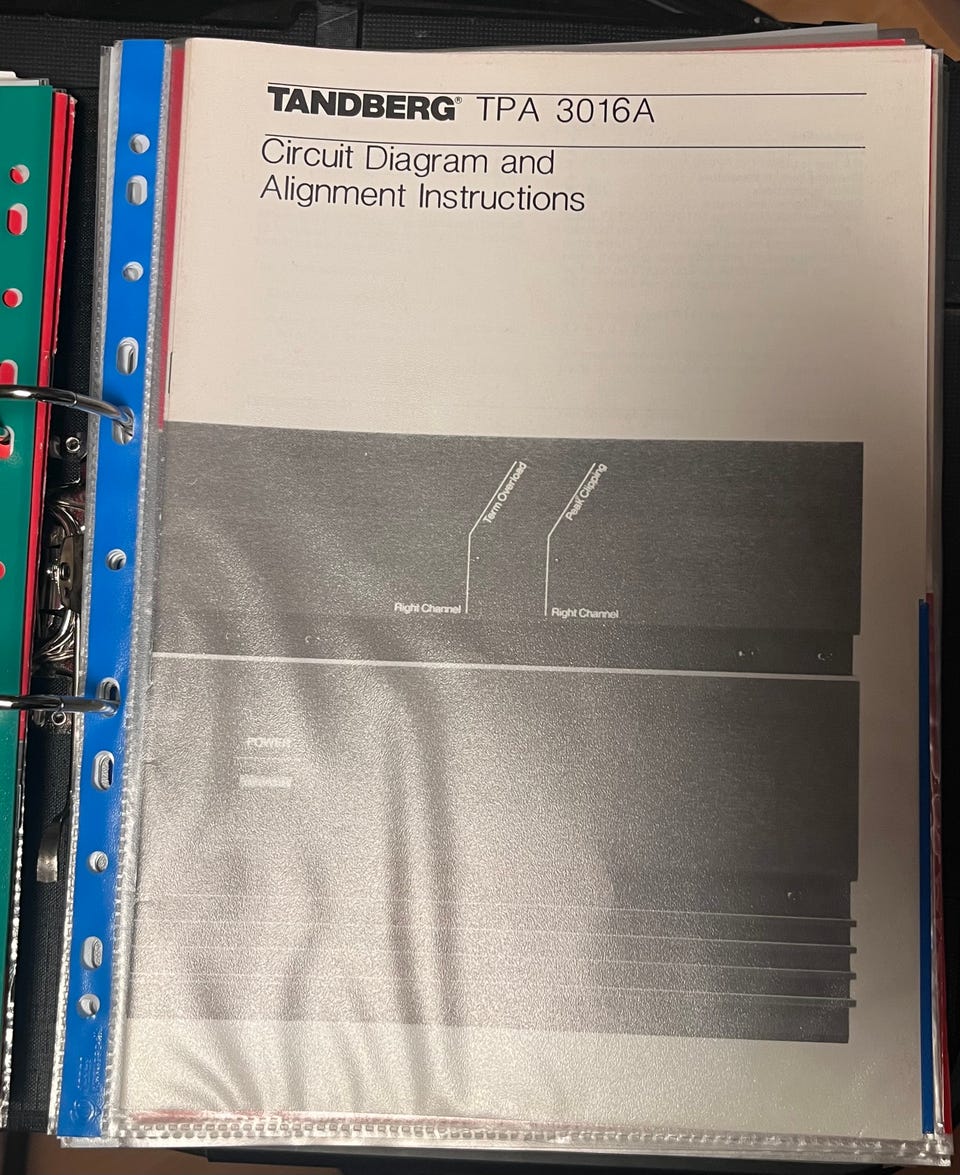 TANDBERG® TPA 3016A
Circuit Diagram and
Alignment Instructions
Term Overload
Peak Clipping
Right Channel
Right Channel
POWER